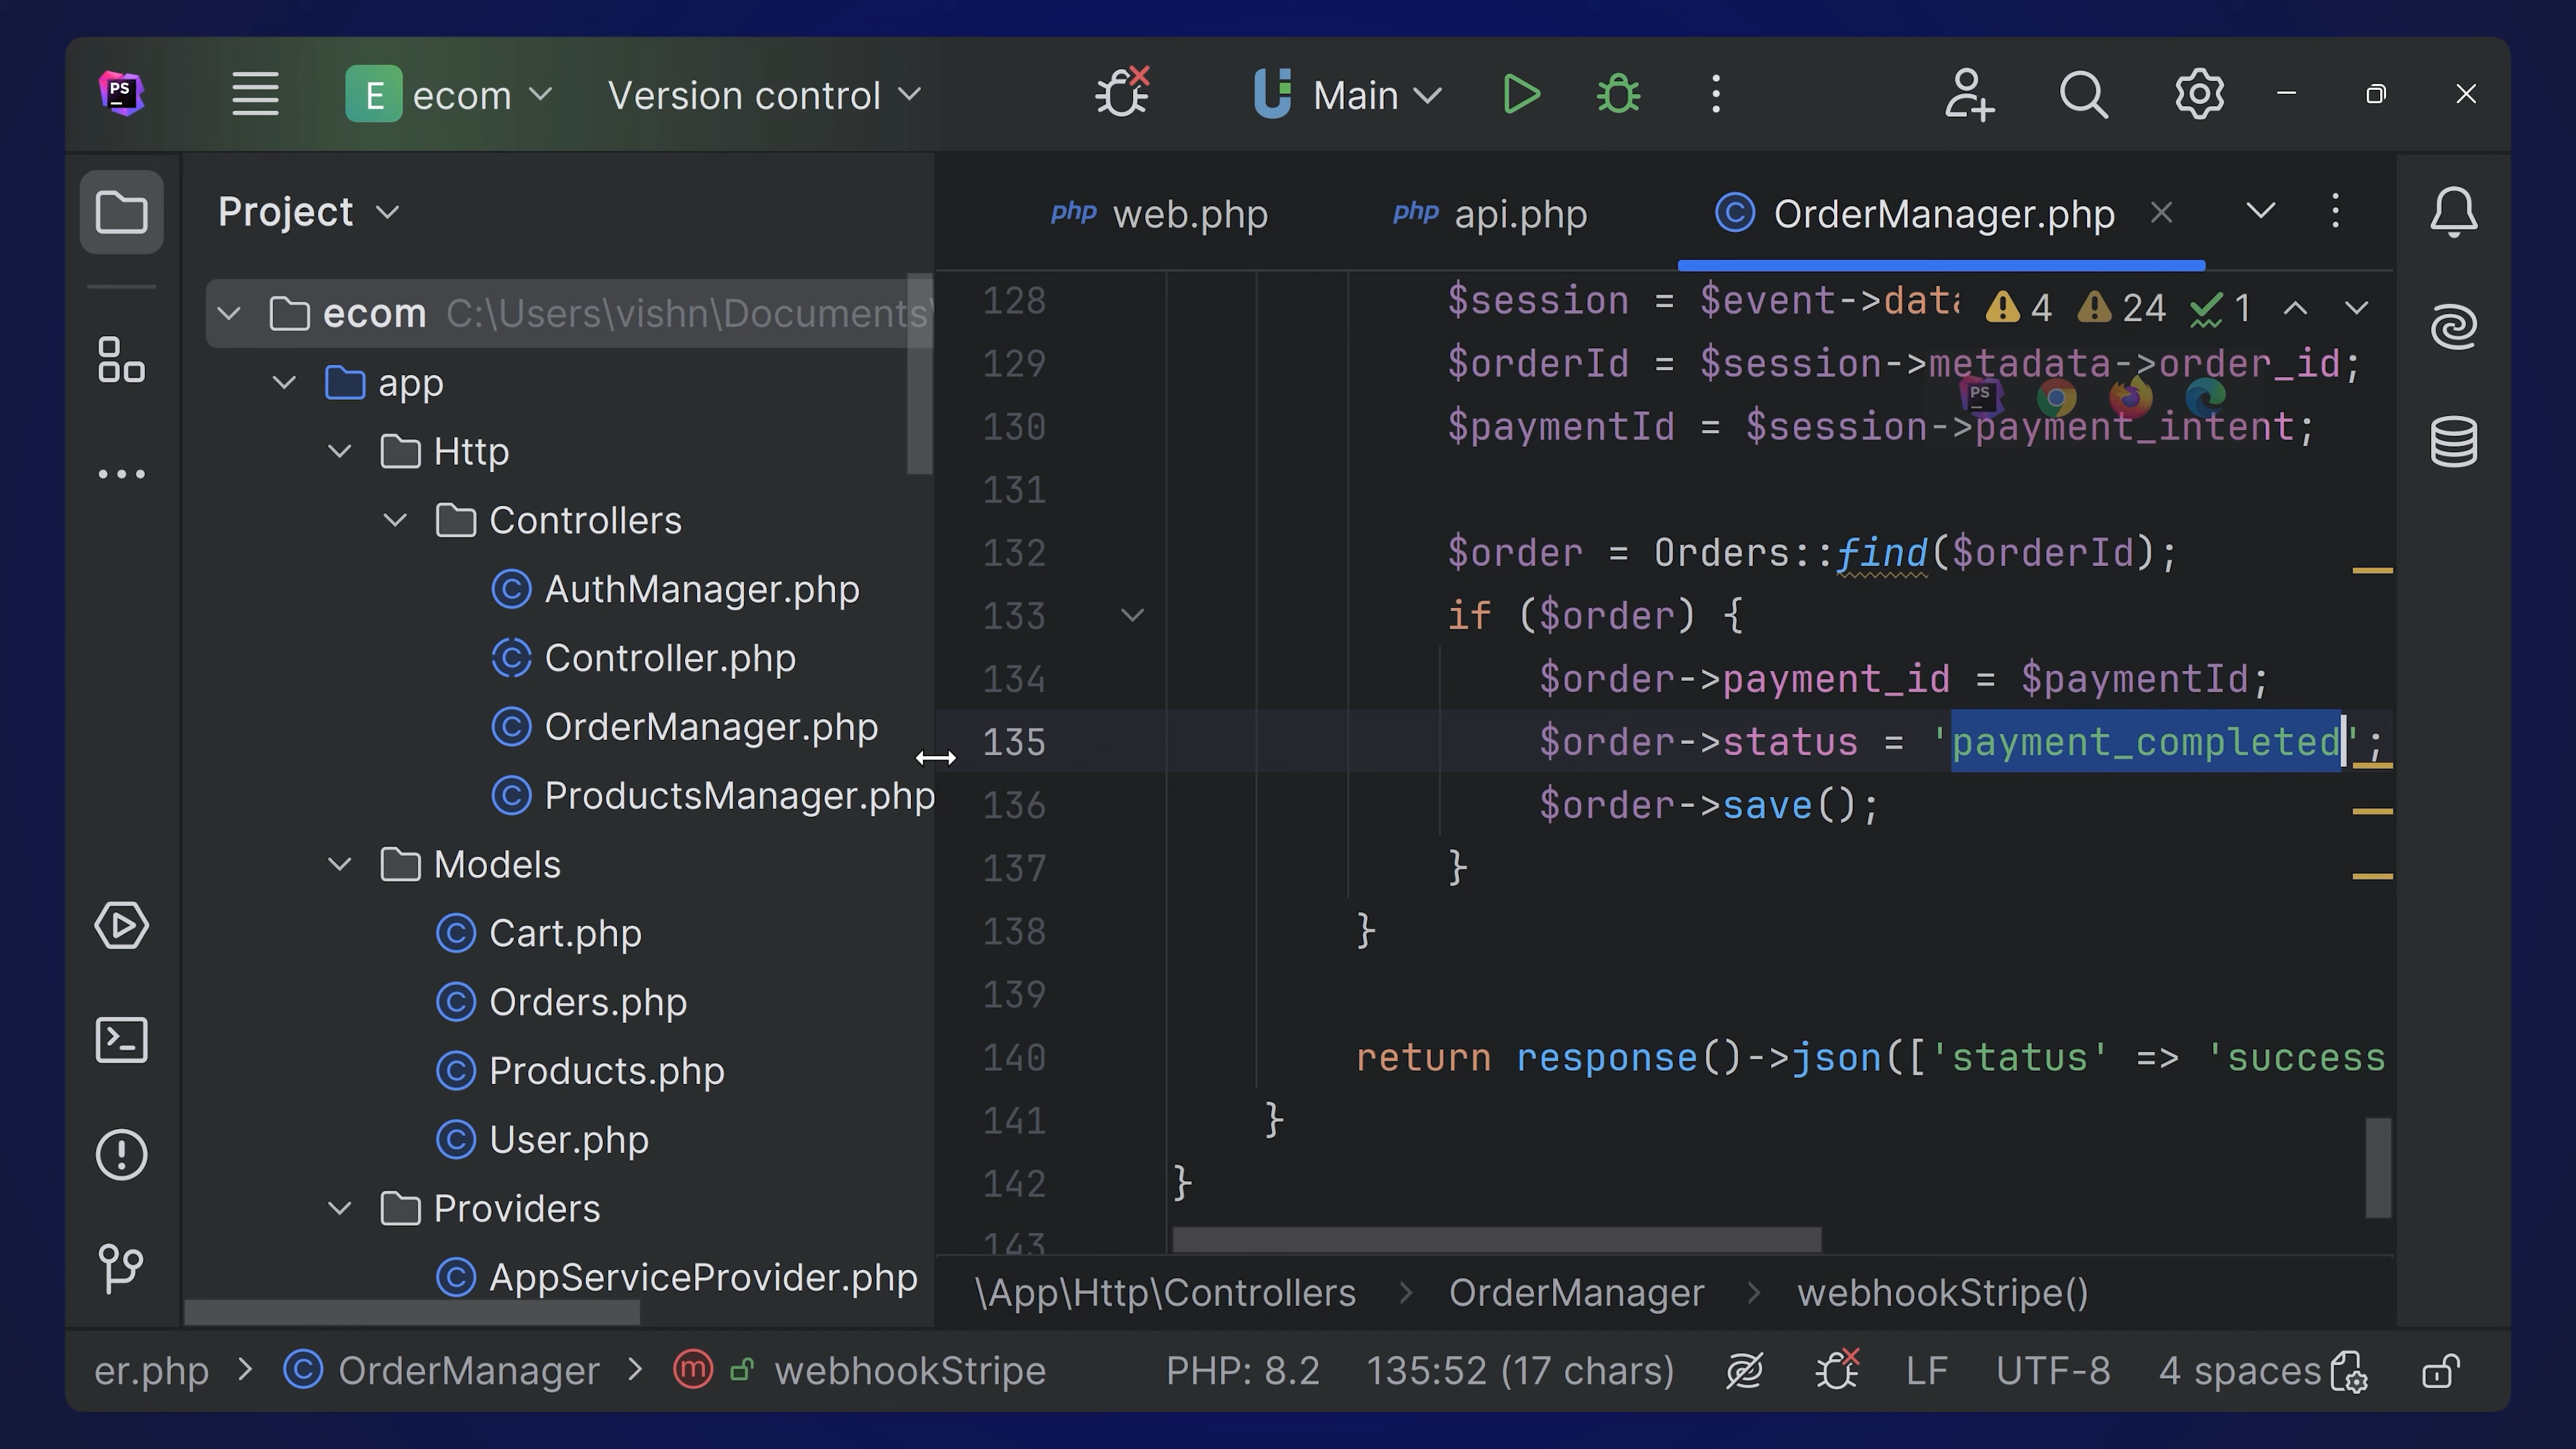 PS
E ecom
Version control
Main
Project
ecom C:\Users\vishn\Documents\
app
Http
Controllers
AuthManager.php
Controller.php
OrderManager.php
ProductsManager.php
Models
Cart.php
Orders.php
Products.php
User.php
Providers
AppServiceProvider.php
php web.php
php api.php
OrderManager.php
4 24 1
128 $session = $event->data
129 $orderId = $session->metadata->order_id;
PS
130 $paymentId = $session->payment_intent;
131
132 $order = Orders::find($orderId);
133 if ($order) {
134 $order->payment_id = $paymentId;
135 $order->status = 'payment_completed';
136 $order->save();
137 }
138 }
139
140 return response()->json(['status' => 'success
141 }
142 }
143
\App\Http\Controllers > OrderManager > webhookStripe()
er.php > OrderManager > m webhookStripe
PHP: 8.2 135:52 (17 chars) LF UTF-8 4 spaces